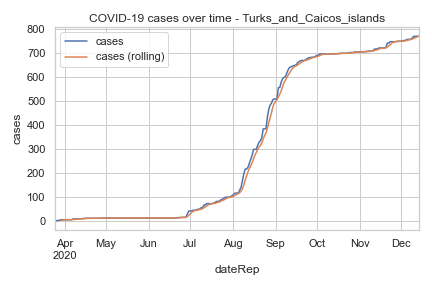 COVID-19 cases over time - Turks_and_Caicos_islands
800
700
600
500
400
300
200
100
0
cases
cases
cases (rolling)
Apr
2020
May
Jun
Jul
Aug
Sep
Oct
Nov
Dec
dateRep